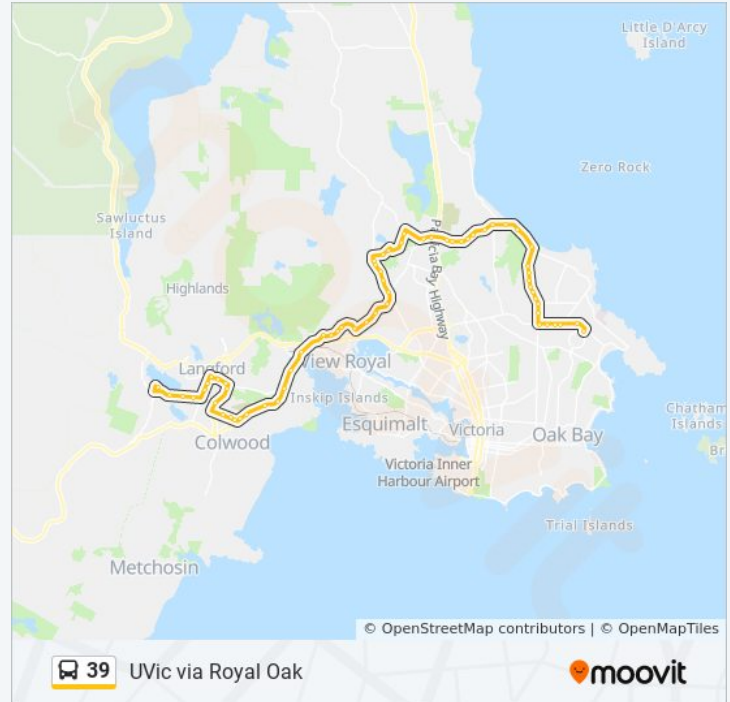 Little D'Arcy
Island
Zero Rock
Sawluctus
Island
Highlands
Patricia Bay Highway
Langford
View Royal
Inskip Islands
Colwood
Esquimalt
Victoria
Oak Bay
Chatham
Islands
Br
Victoria Inner
Harbour Airport
Trial Islands
Metchosin
© OpenStreetMap contributors | © OpenMapTiles
39 UVic via Royal Oak
moovit